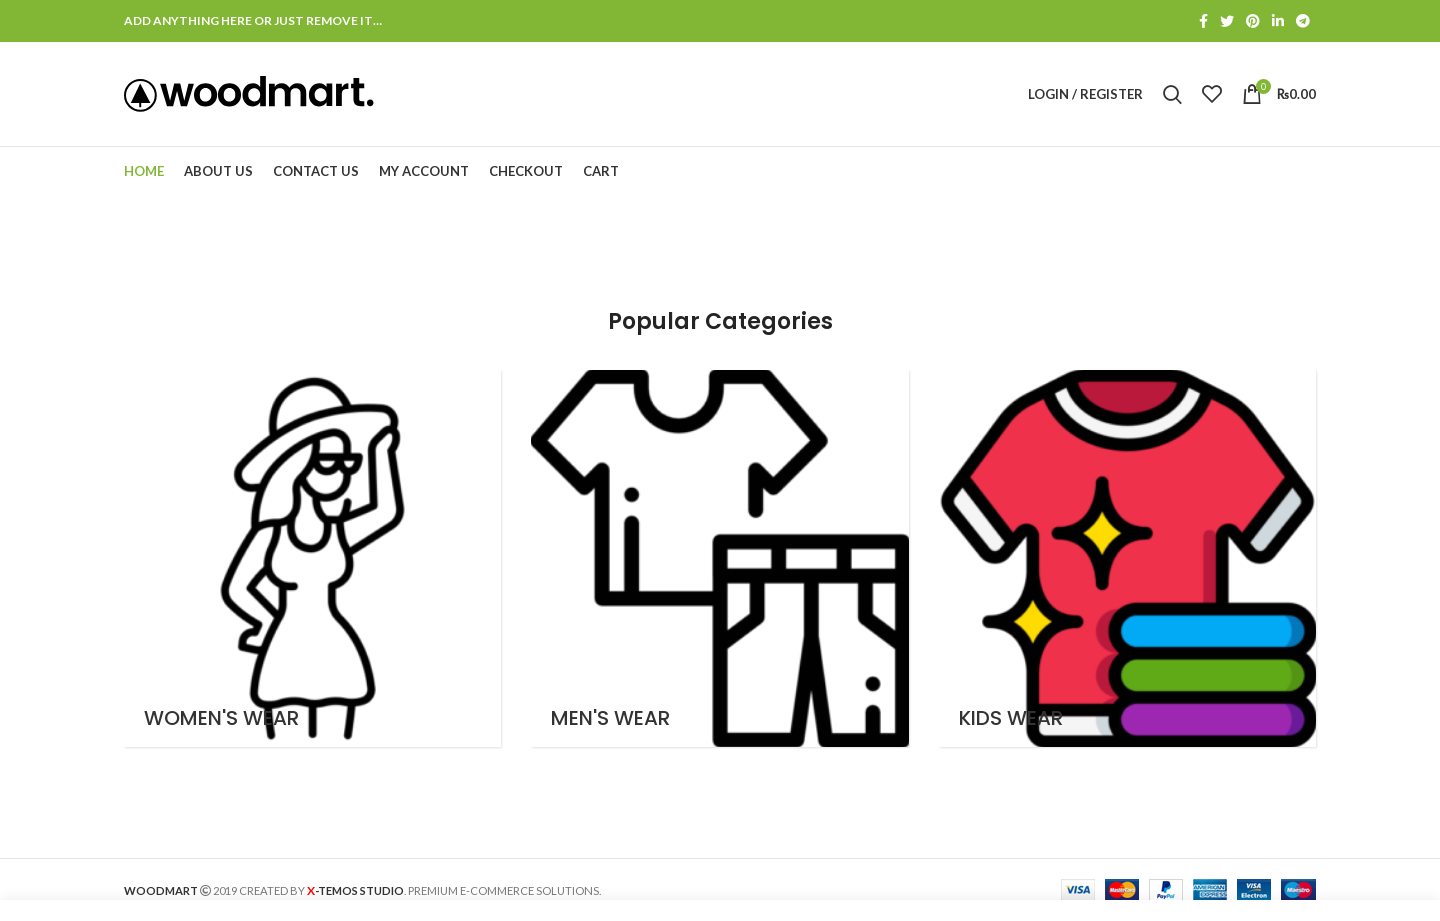 ADD ANYTHING HERE OR JUST REMOVE IT...
woodmart.
LOGIN / REGISTER
0
₨0.00
HOME ABOUT US CONTACT US MY ACCOUNT CHECKOUT CART
Popular Categories
WOMEN'S WEAR
MEN'S WEAR
KIDS WEAR
WOODMART © 2019 CREATED BY X-TEMOS STUDIO. PREMIUM E-COMMERCE SOLUTIONS.
VISA MasterCard PayPal AMERICAN EXPRESS VISA Electron Maestro